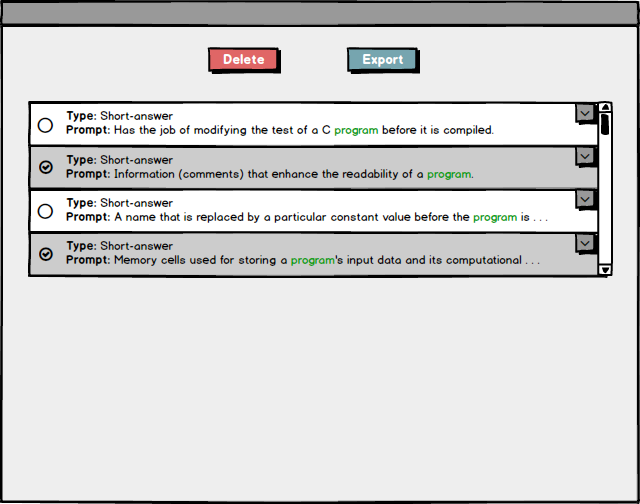 Delete
Export
Type: Short-answer
Prompt: Has the job of modifying the test of a C program before it is compiled.
Type: Short-answer
Prompt: Information (comments) that enhance the readability of a program.
Type: Short-answer
Prompt: A name that is replaced by a particular constant value before the program is . . .
Type: Short-answer
Prompt: Memory cells used for storing a program's input data and its computational . . .